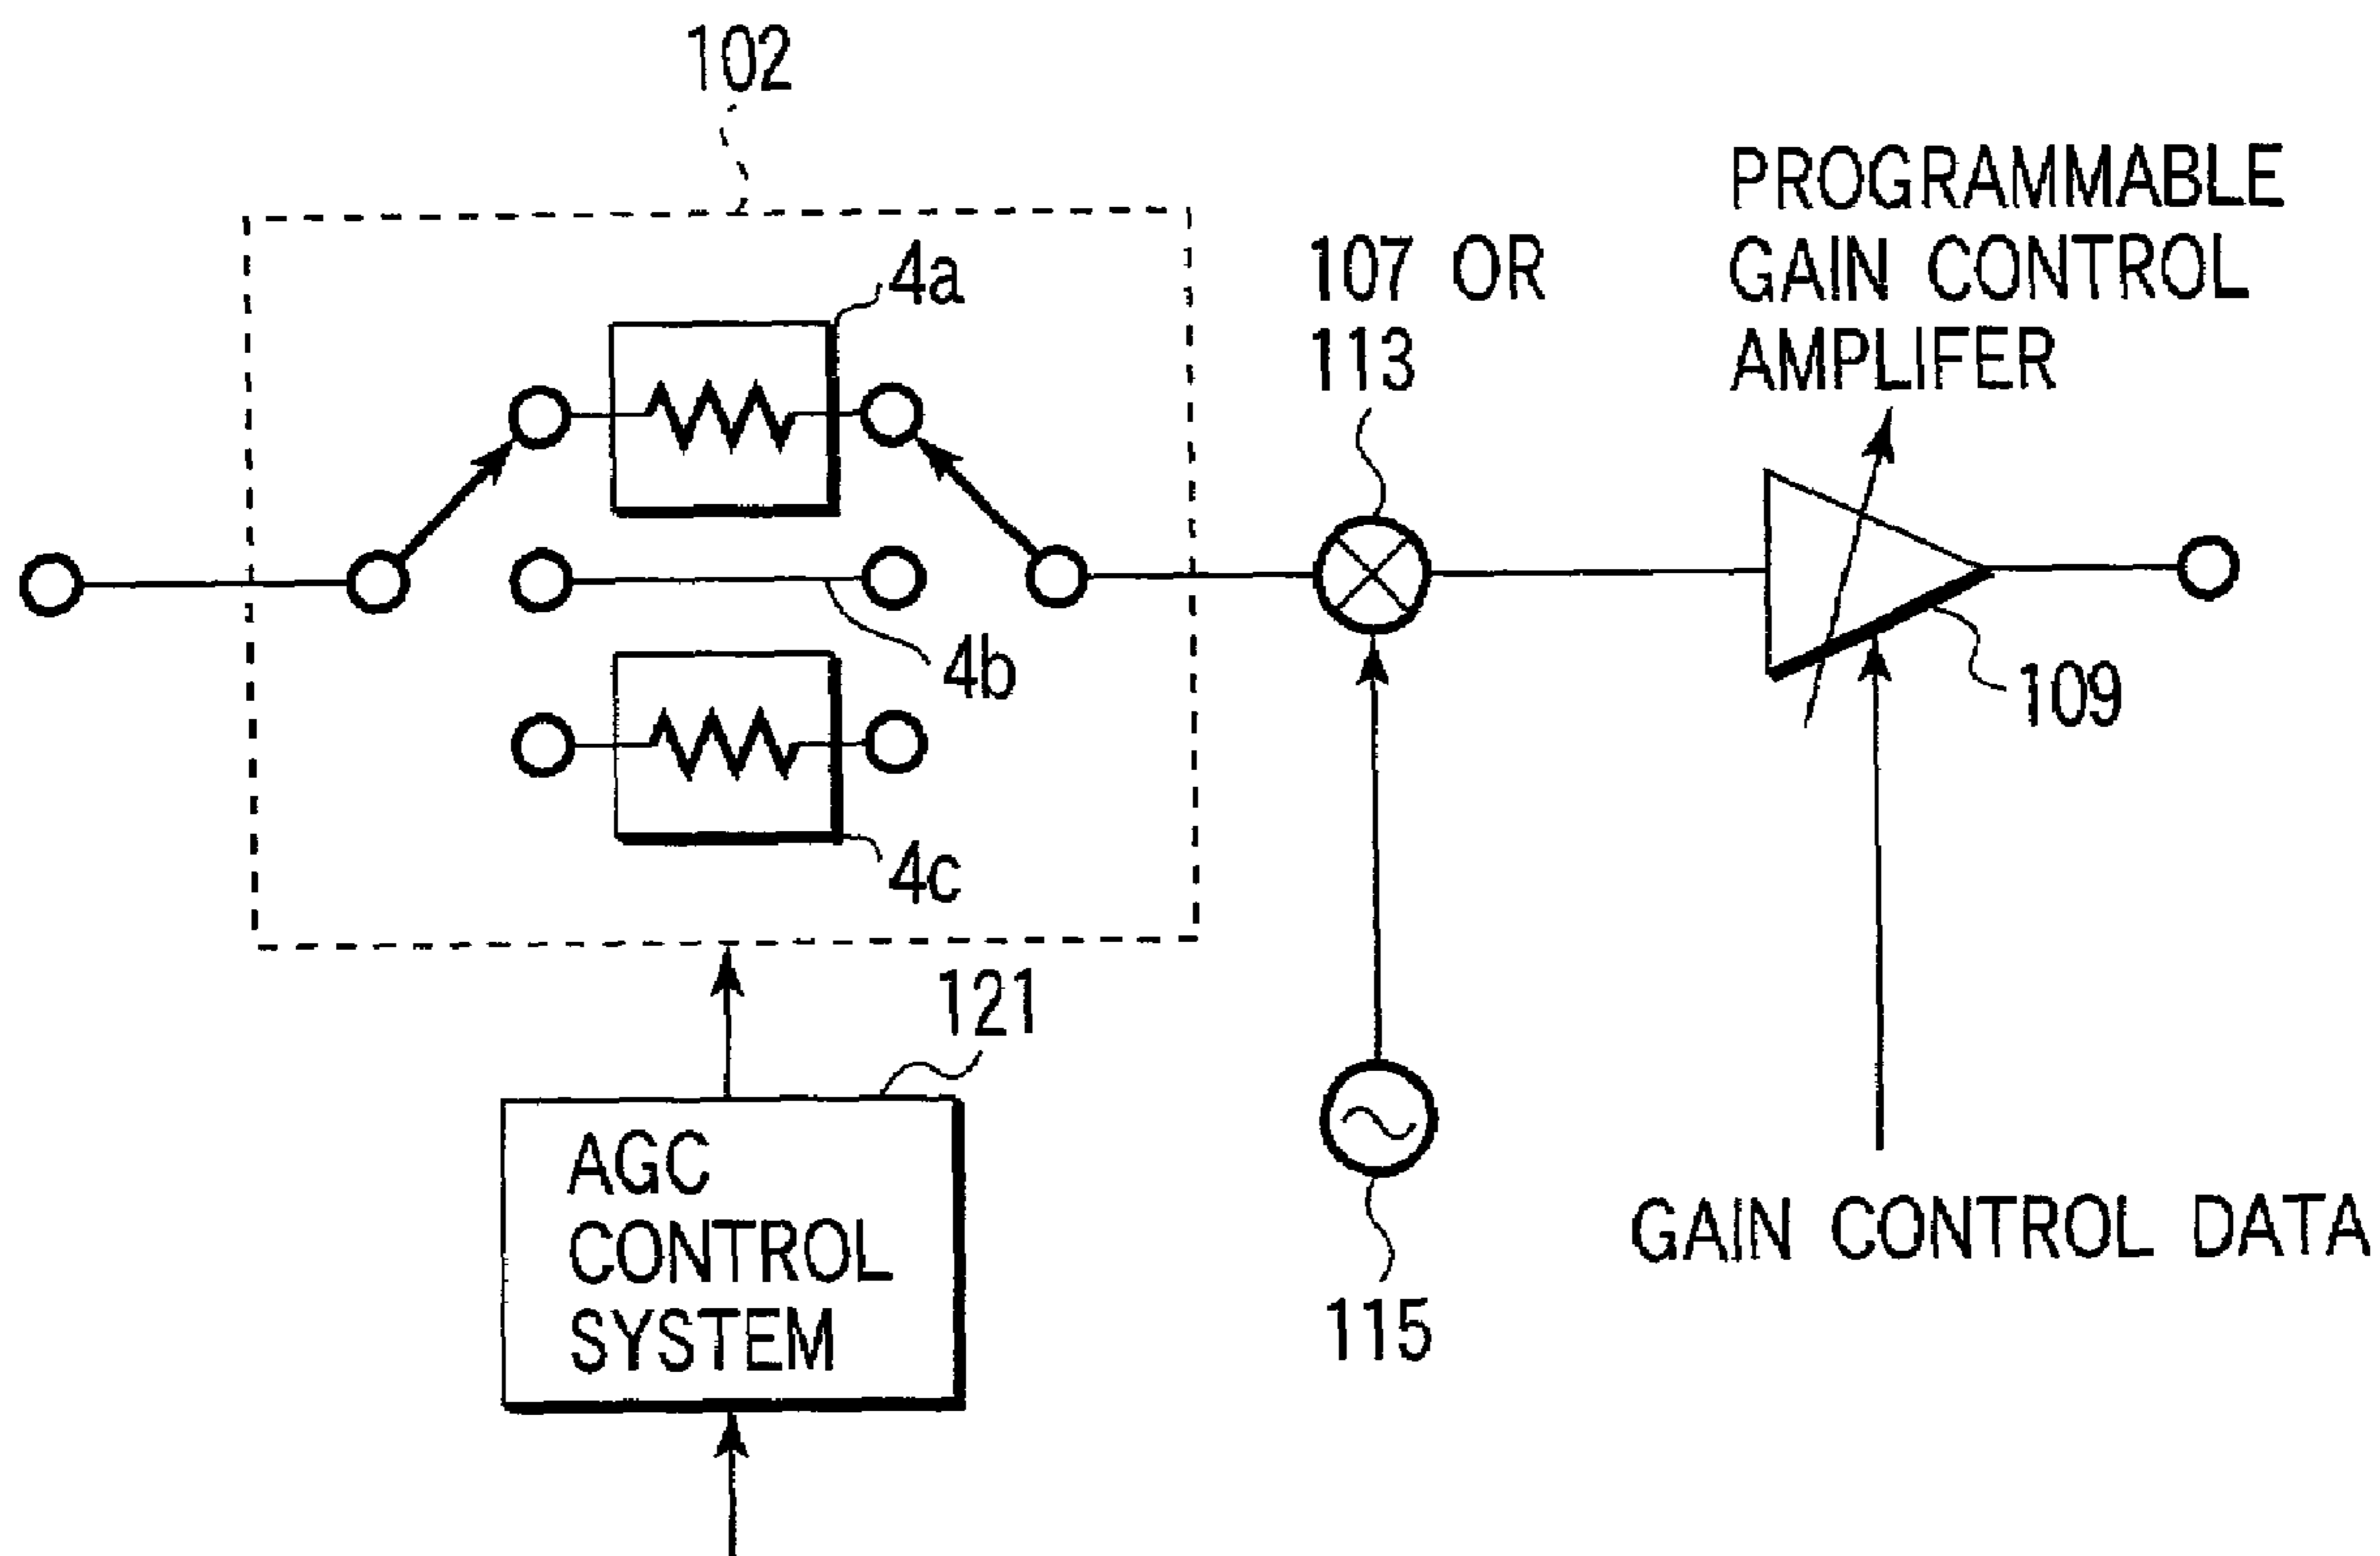 102
4a
4b
4c
107 OR
113
PROGRAMMABLE
GAIN CONTROL
AMPLIFER
109
121
AGC
CONTROL
SYSTEM
115
GAIN CONTROL DATA